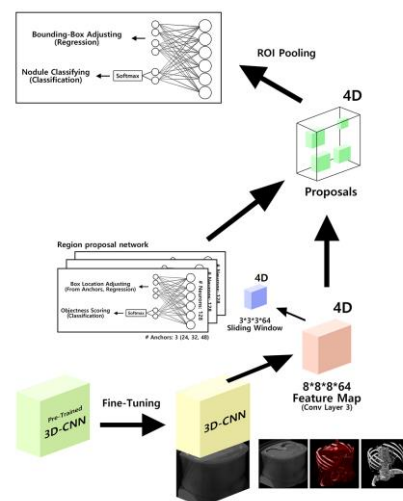 Bounding-Box Adjusting
(Regression)
Nodule Classifying
(Classification)
Softmax
ROI Pooling
4D
Proposals
Region proposal network
Box Location Adjusting
(From Anchors, Regression)
Objectness Scoring
(Classification)
Softmax
# Neurons: 128
# Anchors: 3 (24, 32, 48)
4D
3*3*3*64
Sliding Window
4D
8*8*8*64
Feature Map
(Conv Layer 3)
Pre-Trained
3D-CNN
Fine-Tuning
3D-CNN